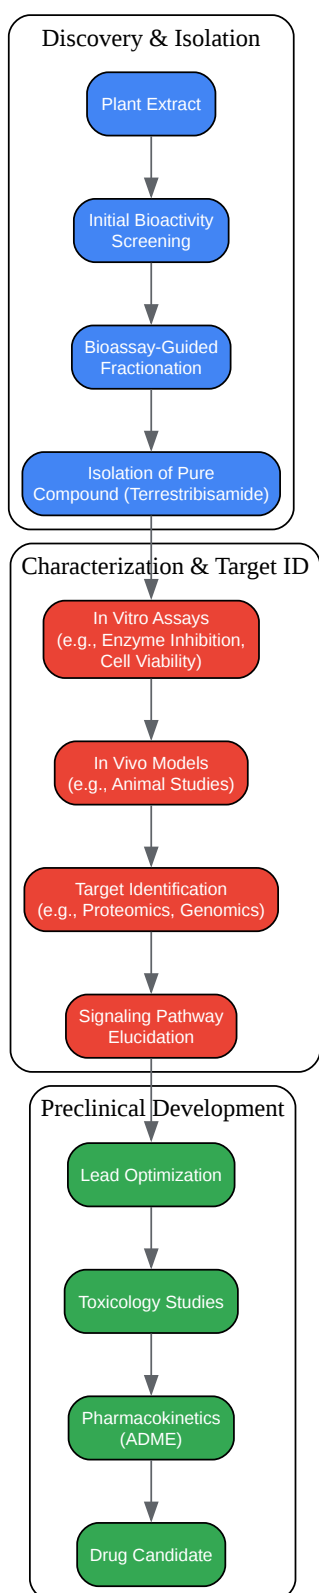 Discovery & Isolation
Plant Extract
Initial Bioactivity
Screening
Bioassay-Guided
Fractionation
Isolation of Pure
Compound (Terrestribisamide)
Characterization & Target ID
In Vitro Assays
(e.g., Enzyme Inhibition,
Cell Viability)
In Vivo Models
(e.g., Animal Studies)
Target Identification
(e.g., Proteomics, Genomics)
Signaling Pathway
Elucidation
Preclinical Development
Lead Optimization
Toxicology Studies
Pharmacokinetics
(ADME)
Drug Candidate